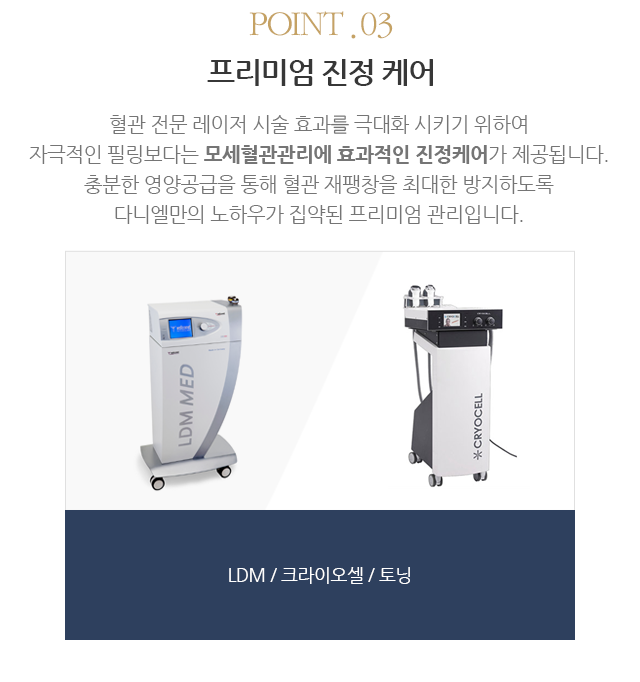 POINT .03
프리미엄 진정 케어
혈관 전문 레이저 시술 효과를 극대화 시키기 위하여
자극적인 필링보다는 모세혈관관리에 효과적인 진정케어가 제공됩니다.
충분한 영양공급을 통해 혈관 재팽창을 최대한 방지하도록
다니엘만의 노하우가 집약된 프리미엄 관리입니다.
LDM MED
CRYOCELL
LDM / 크라이오셀 / 토닝